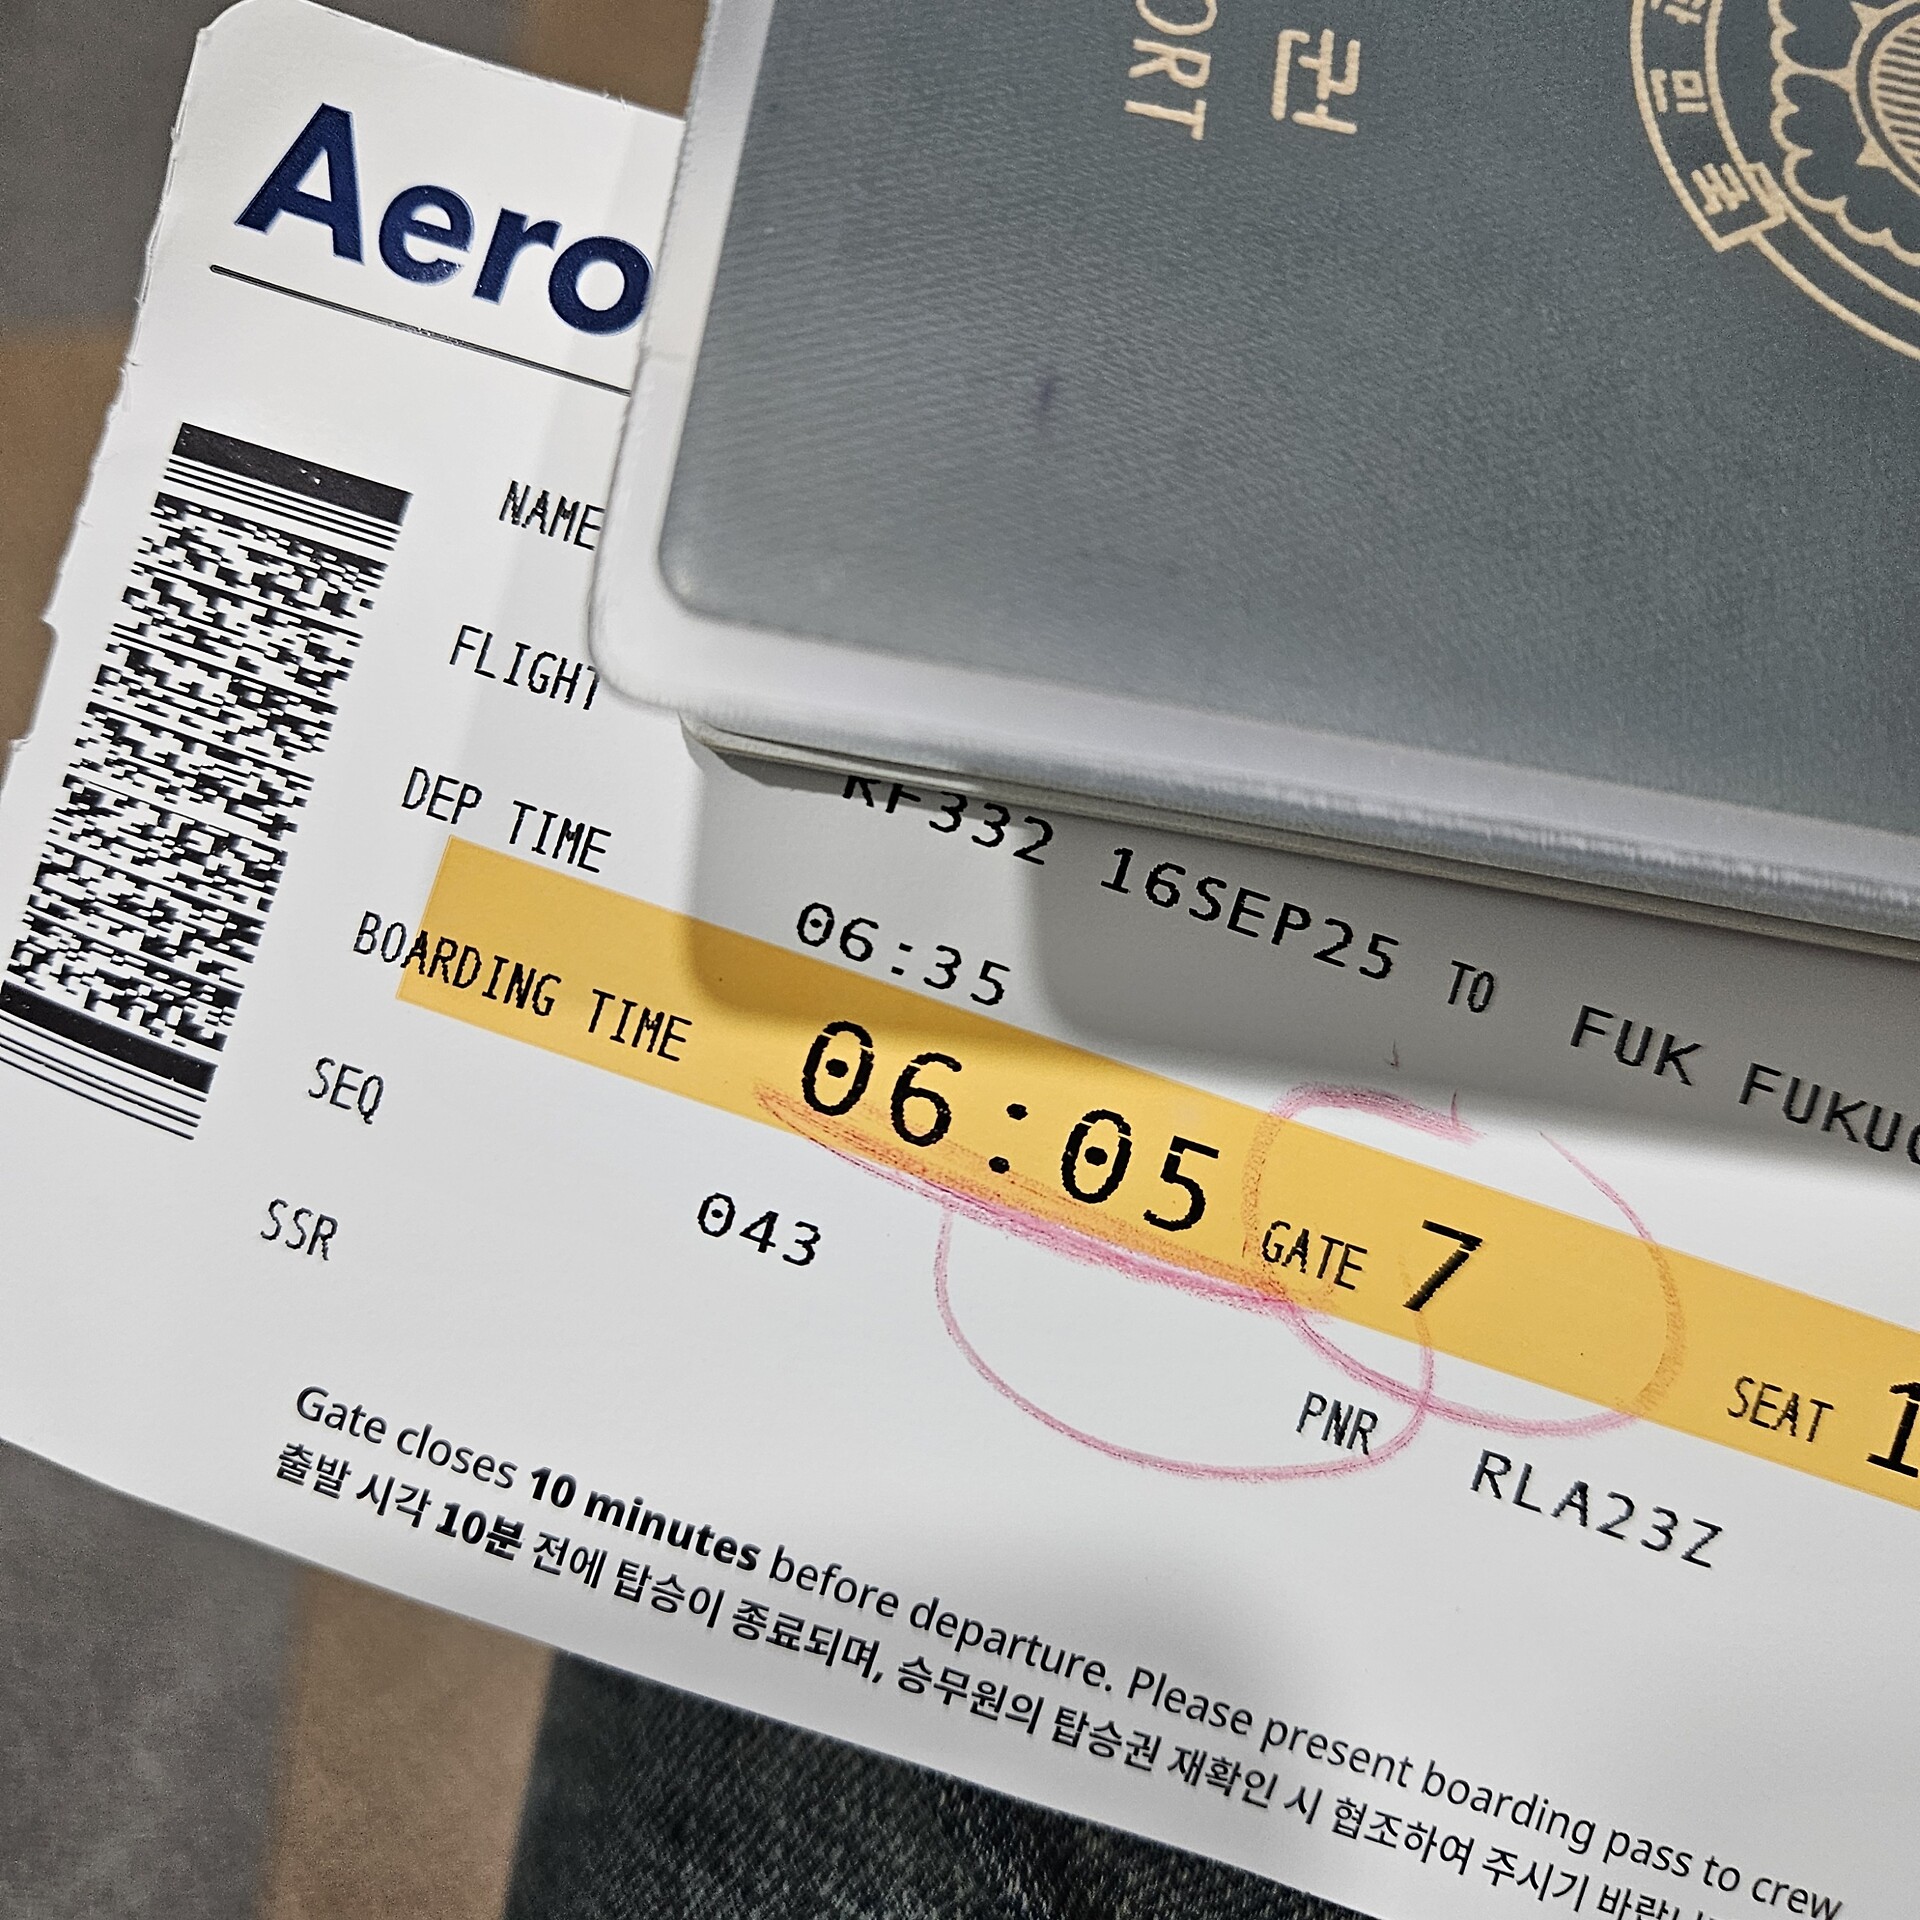 Aero
NAME
FLIGHT
RF332 16SEP25 TO FUK
DEP TIME 06:35
BOARDING TIME 06:05 GATE 7 SEAT
SEQ 043
PNR RLA23Z
SSR
Gate closes 10 minutes before departure. Please present boarding pass to crew
출발 시각 10분 전에 탑승이 종료되며, 승무원의 탑승권 재확인 시 협조하여 주시기